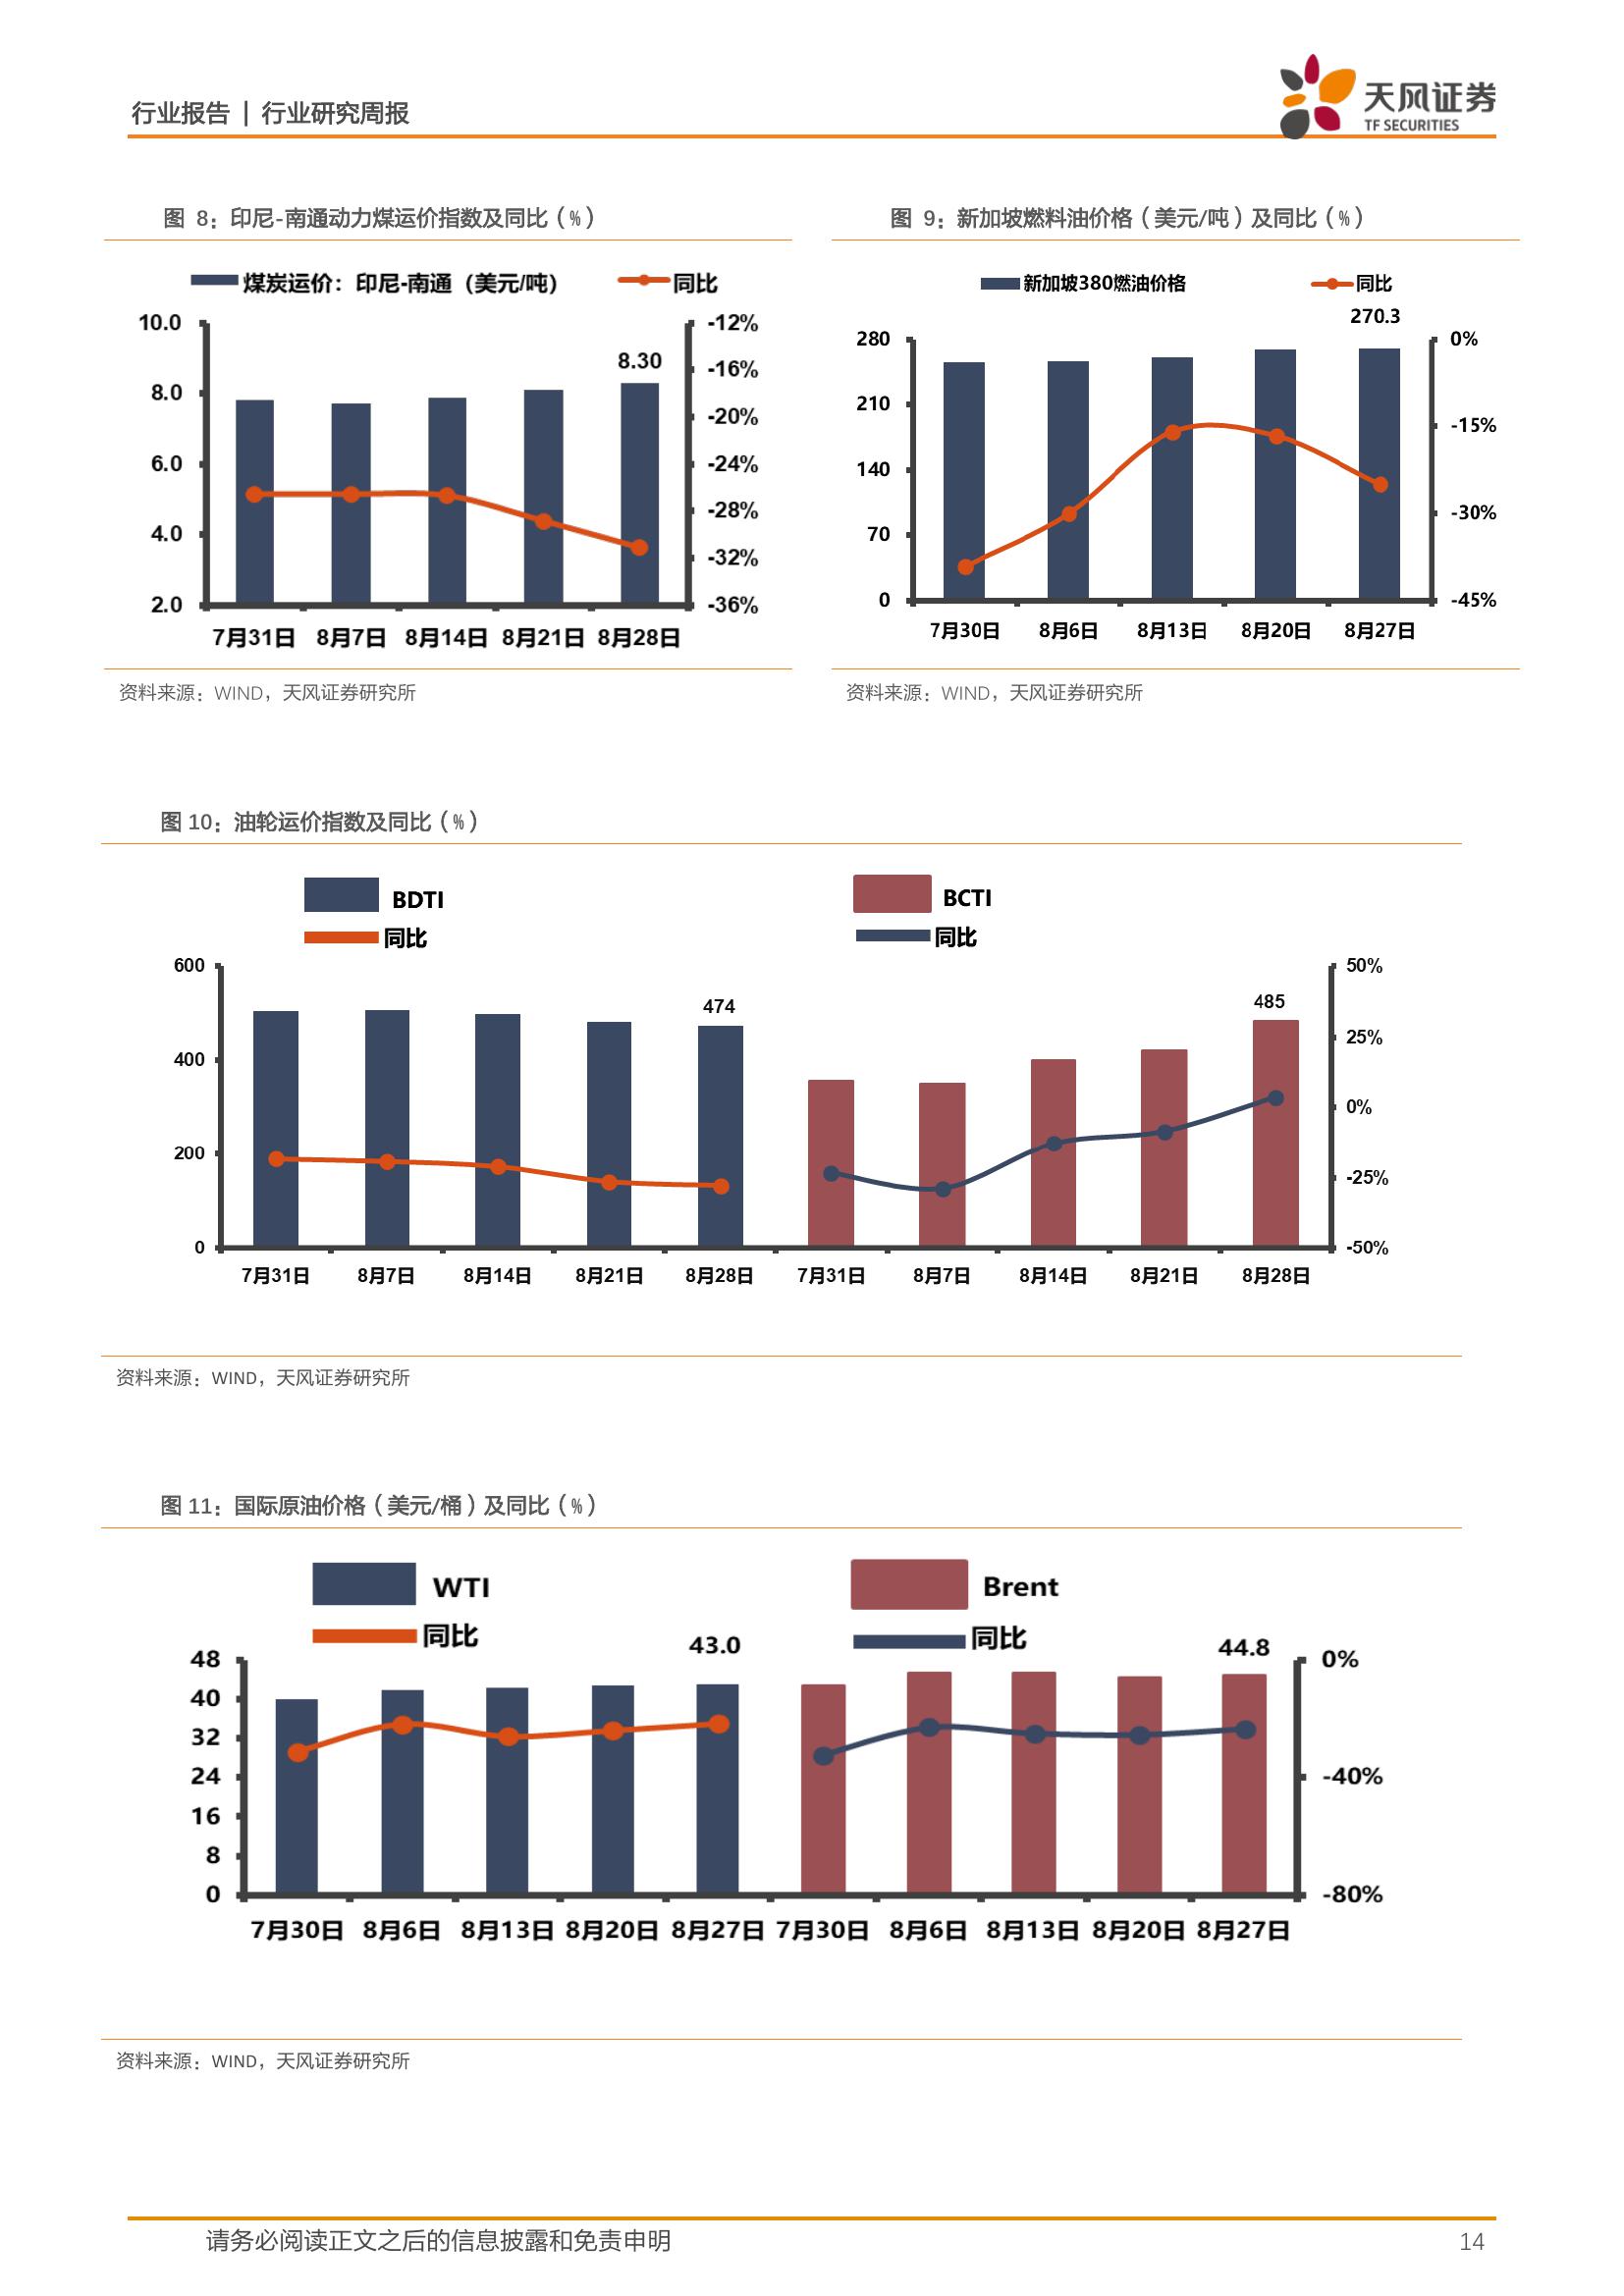 行业报告 | 行业研究周报
天风证券
TF SECURITIES
图 8：印尼-南通动力煤运价指数及同比（%）
煤炭运价：印尼-南通（美元/吨）
同比
10.0
8.0
6.0
4.0
2.0
8.30
-12%
-16%
-20%
-24%
-28%
-32%
-36%
7月31日 8月7日 8月14日 8月21日 8月28日
资料来源：WIND，天风证券研究所
图 9：新加坡燃料油价格（美元/吨）及同比（%）
新加坡380燃油价格
同比
270.3
280
210
140
70
0
0%
-15%
-30%
-45%
7月30日 8月6日 8月13日 8月20日 8月27日
资料来源：WIND，天风证券研究所
图 10：油轮运价指数及同比（%）
BDTI
BCTI
同比
同比
600
400
200
0
474
485
50%
25%
0%
-25%
-50%
7月31日 8月7日 8月14日 8月21日 8月28日 7月31日 8月7日 8月14日 8月21日 8月28日
资料来源：WIND，天风证券研究所
图 11：国际原油价格（美元/桶）及同比（%）
WTI
Brent
同比
同比
43.0
44.8
48
40
32
24
16
8
0
0%
-40%
-80%
7月30日 8月6日 8月13日 8月20日 8月27日 7月30日 8月6日 8月13日 8月20日 8月27日
资料来源：WIND，天风证券研究所
请务必阅读正文之后的信息披露和免责申明
14